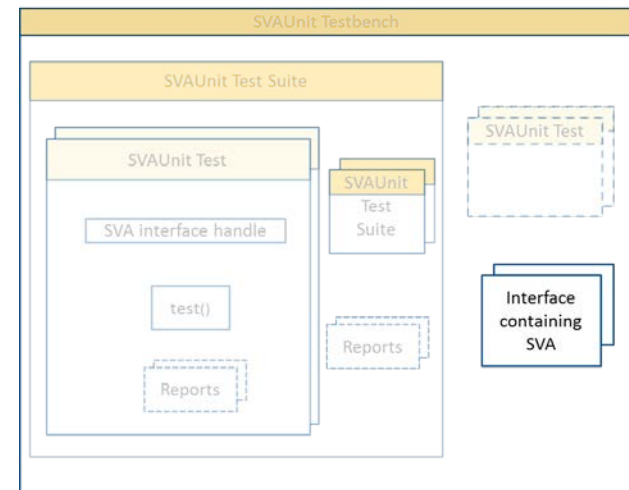 SVAUnit Testbench
SVAUnit Test Suite
SVAUnit Test
SVAUnit Test
SVAUnit
Test
Suite
SVA interface handle
test()
Interface
containing
SVA
Reports
Reports